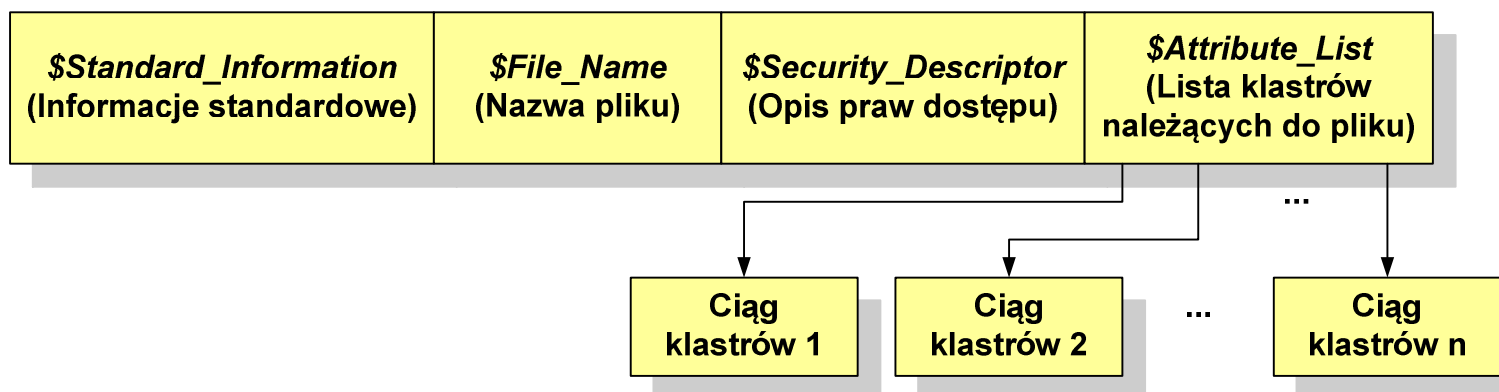 $Standard_Information
(Informacje standardowe)
$File_Name
(Nazwa pliku)
$Security_Descriptor
(Opis praw dostępu)
$Attribute_List
(Lista klastrów
należących do pliku)
...
Ciąg
klastrów 1
Ciąg
klastrów 2
...
Ciąg
klastrów n